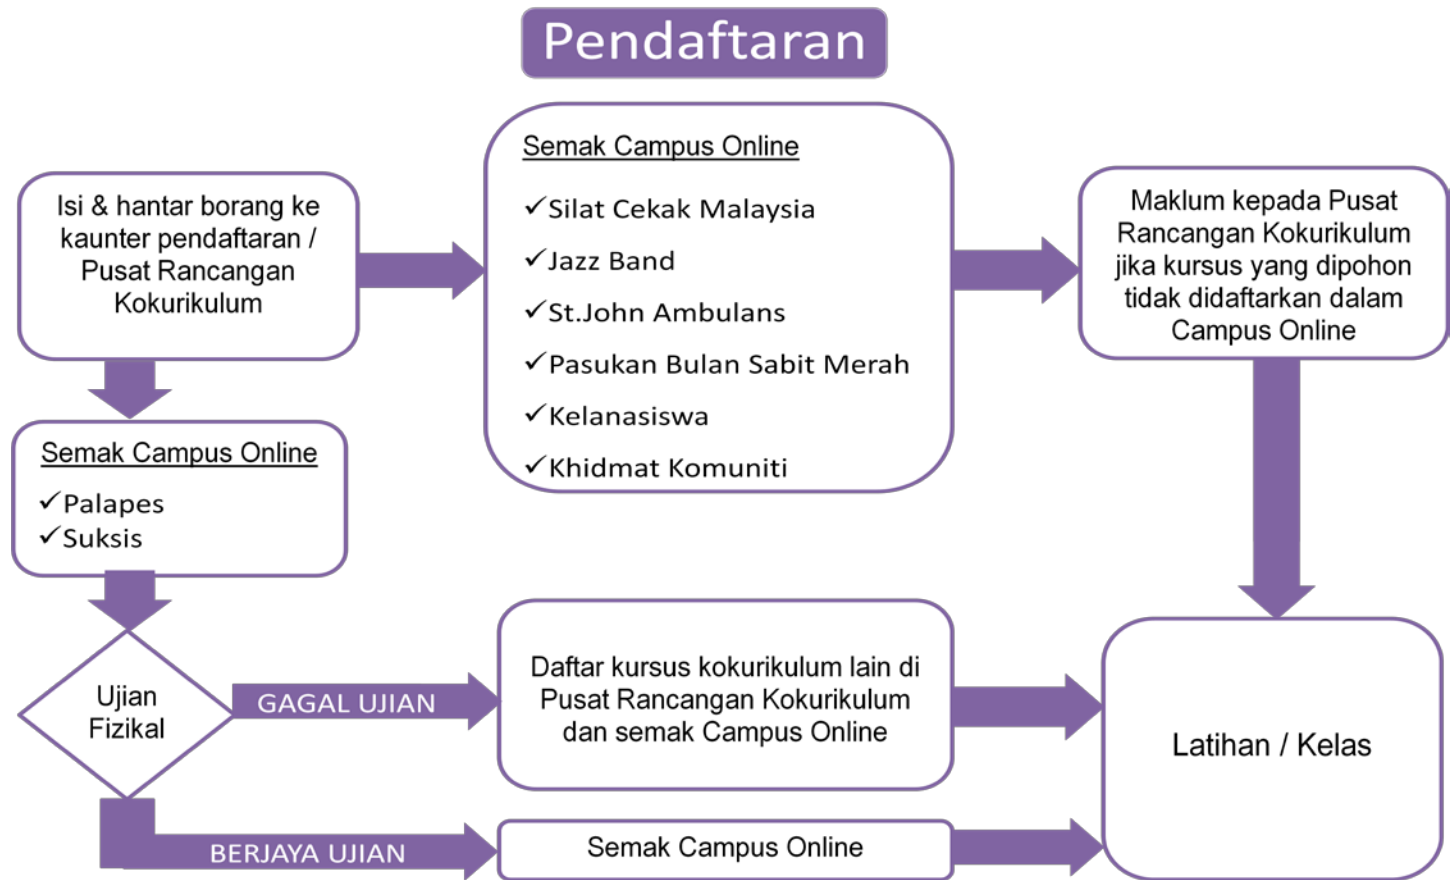 Pendaftaran
Isi & hantar borang ke
kaunter pendaftaran /
Pusat Rancangan
Kokurikulum
Semak Campus Online
✓Silat Cekak Malaysia
✓Jazz Band
✓St.John Ambulans
✓Pasukan Bulan Sabit Merah
✓Kelanasiswa
✓Khidmat Komuniti
Maklum kepada Pusat
Rancangan Kokurikulum
jika kursus yang dipohon
tidak didaftarkan dalam
Campus Online
Semak Campus Online
✓Palapes
✓Suksis
Ujian
Fizikal
GAGAL UJIAN
Daftar kursus kokurikulum lain di
Pusat Rancangan Kokurikulum
dan semak Campus Online
BERJAYA UJIAN
Semak Campus Online
Latihan / Kelas